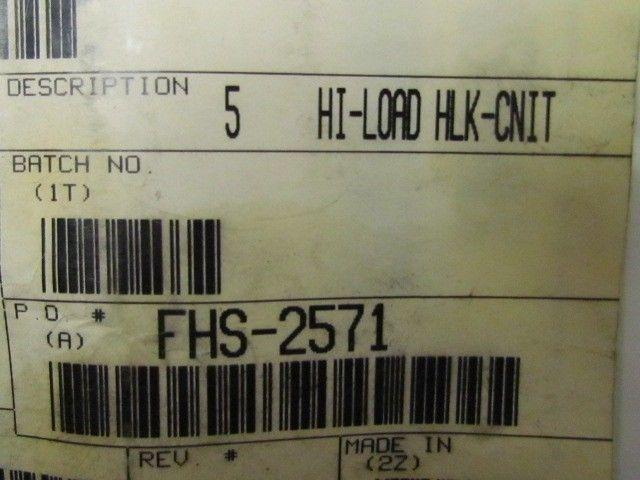 DESCRIPTION 5 HI-LOAD HLK-CNIT
BATCH NO.
(1T)
P.O. # FHS-2571
(A)
REV. # MADE IN
(2Z)